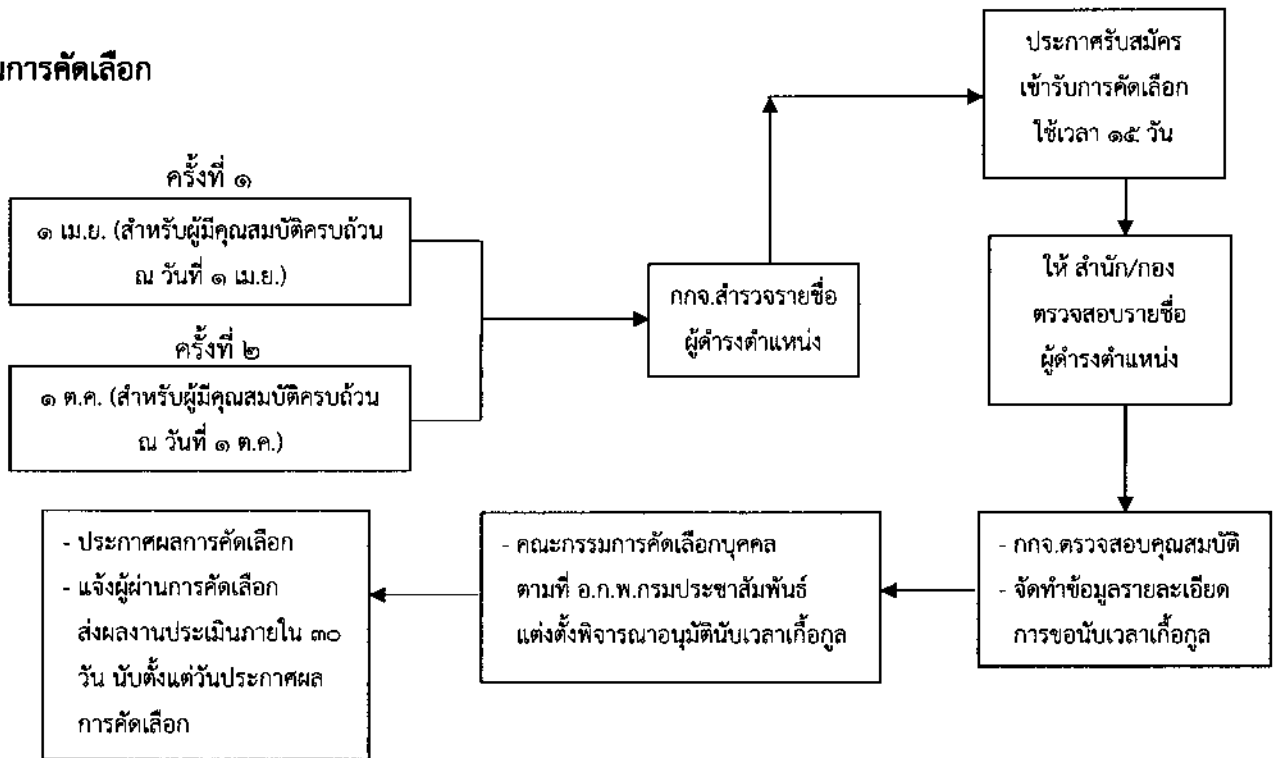 นการคัดเลือก
ครั้งที่ ๑
๑ เม.ย. (สำหรับผู้มีคุณสมบัติครบถ้วน
ณ วันที่ ๑ เม.ย.)
ครั้งที่ ๒
๑ ต.ค. (สำหรับผู้มีคุณสมบัติครบถ้วน
ณ วันที่ ๑ ต.ค.)
กกจ.สำรวจรายชื่อ
ผู้ดำรงตำแหน่ง
ประกาศรับสมัคร
เข้ารับการคัดเลือก
ใช้เวลา ๑๕ วัน
ให้ สำนัก/กอง
ตรวจสอบรายชื่อ
ผู้ดำรงตำแหน่ง
- กกจ.ตรวจสอบคุณสมบัติ
- จัดทำข้อมูลรายละเอียด
การขอนับเวลาเกื้อกูล
- คณะกรรมการคัดเลือกบุคคล
ตามที่ อ.ก.พ.กรมประชาสัมพันธ์
แต่งตั้งพิจารณาอนุมัตินับเวลาเกื้อกูล
- ประกาศผลการคัดเลือก
- แจ้งผู้ผ่านการคัดเลือก
ส่งผลงานประเมินภายใน ๓๐
วัน นับตั้งแต่วันประกาศผล
การคัดเลือก